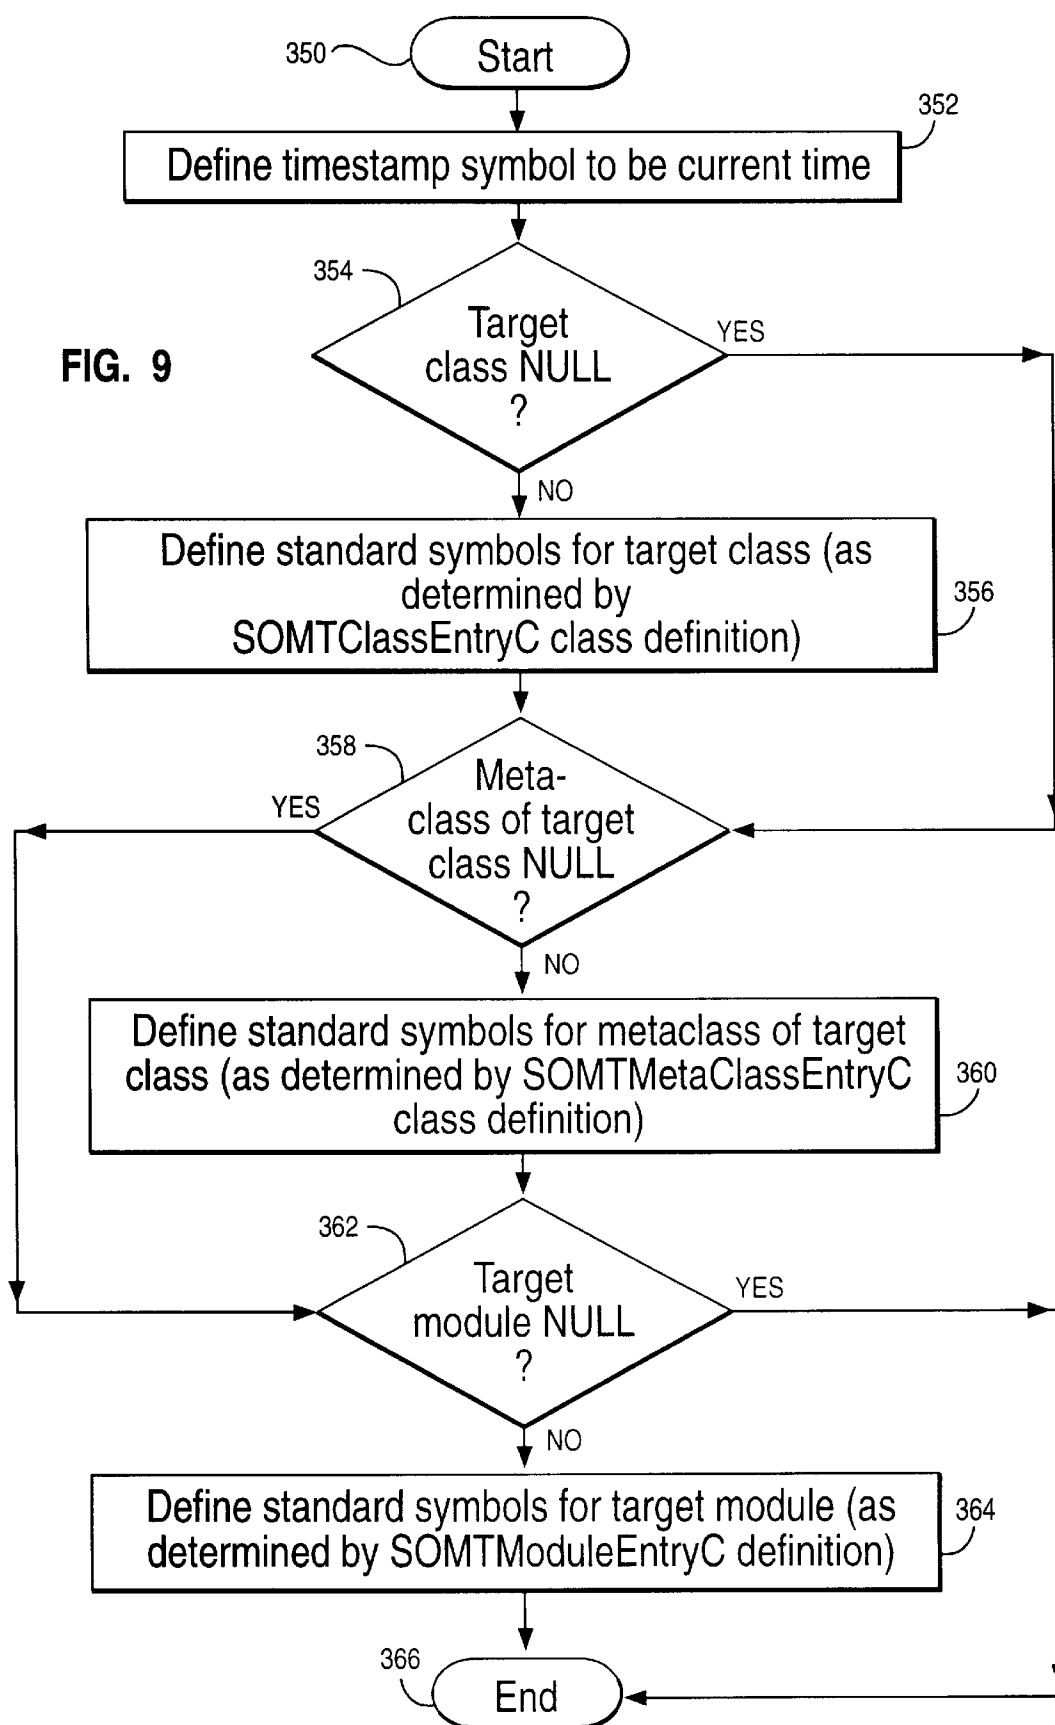 350
Start
352
Define timestamp symbol to be current time
354
Target
class NULL
?
YES
FIG. 9
NO
Define standard symbols for target class (as
determined by
SOMTClassEntryC class definition)
356
358
Meta-
class of target
class NULL
?
YES
NO
Define standard symbols for metaclass of target
class (as determined by SOMTMetaClassEntryC
class definition)
360
362
Target
module NULL
?
YES
NO
Define standard symbols for target module (as
determined by SOMTModuleEntryC definition)
364
366
End